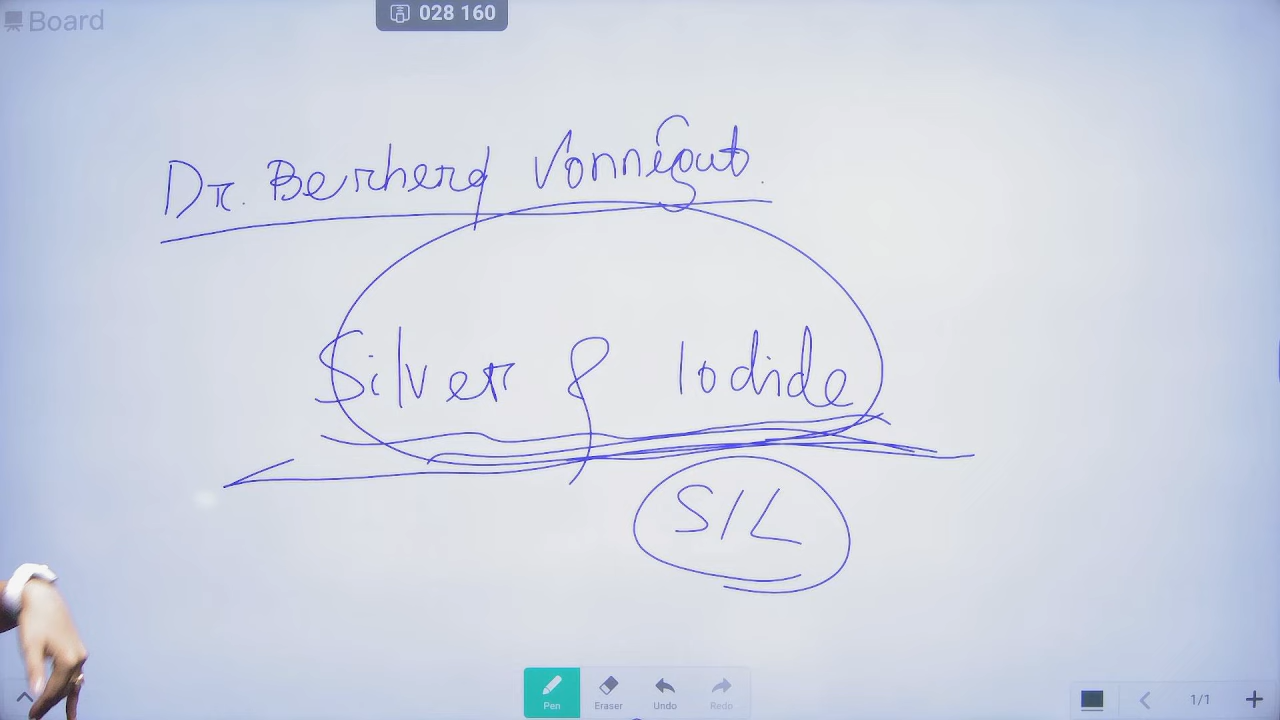 Board
028 160
Dr. Berherd Vonnegut.
Silver & Iodide
S/L
Pen
Eraser
Undo
Redo
1/1